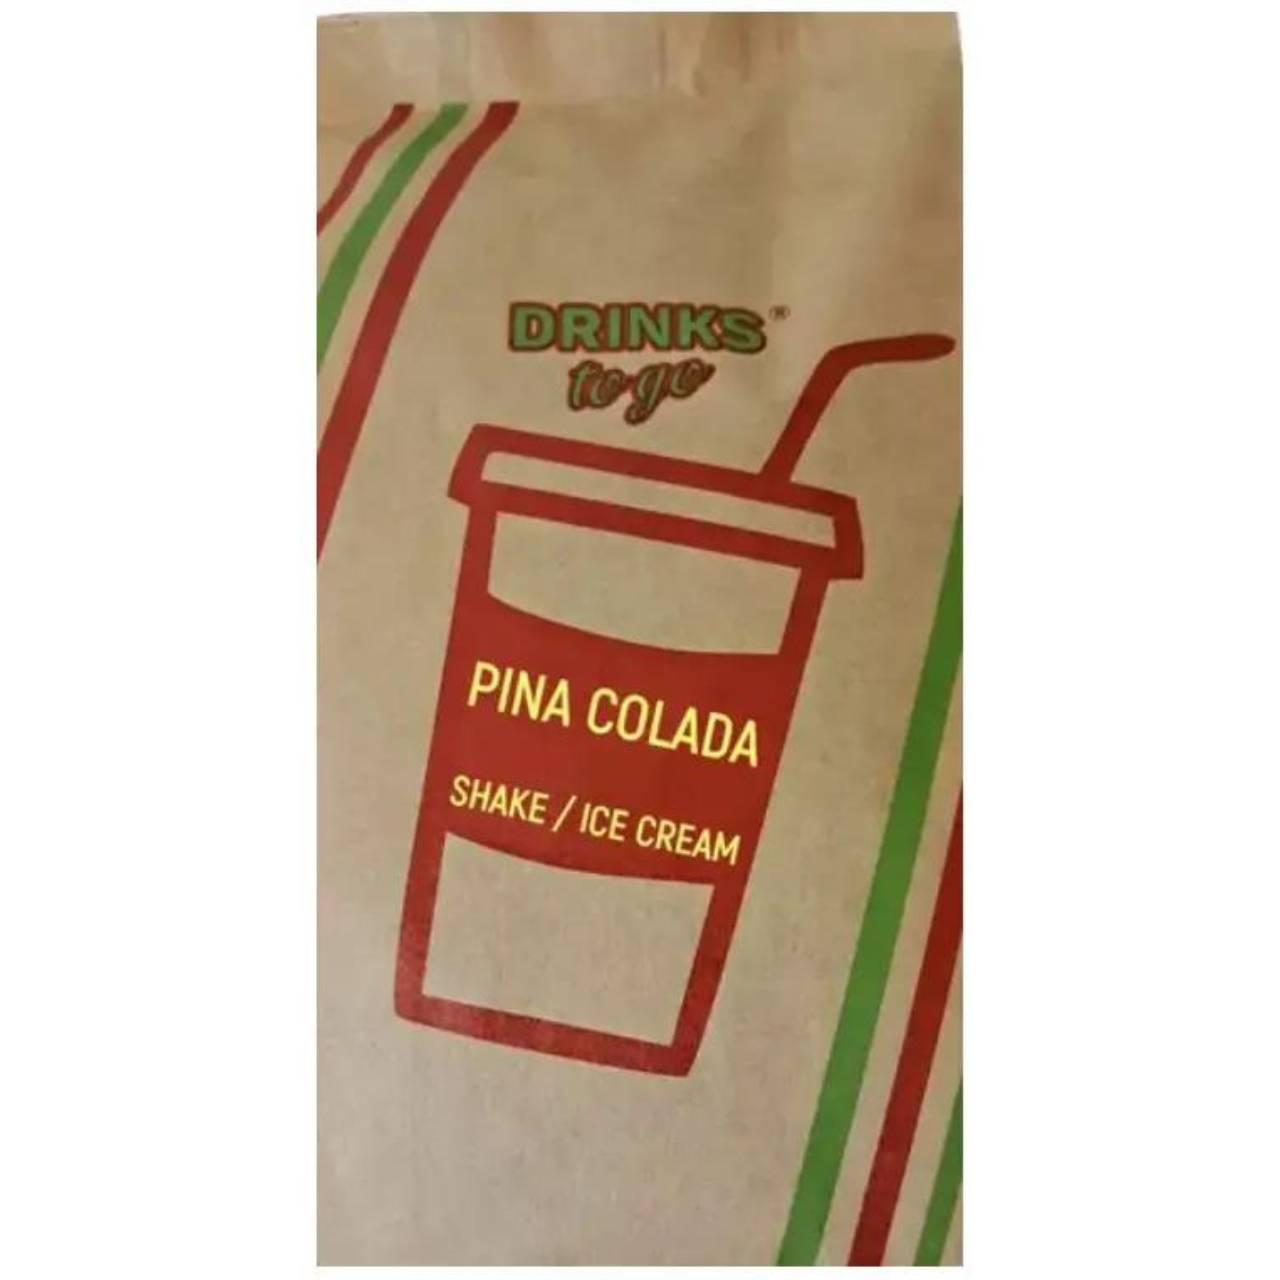 DRINKS®
to go
PINA COLADA
SHAKE / ICE CREAM